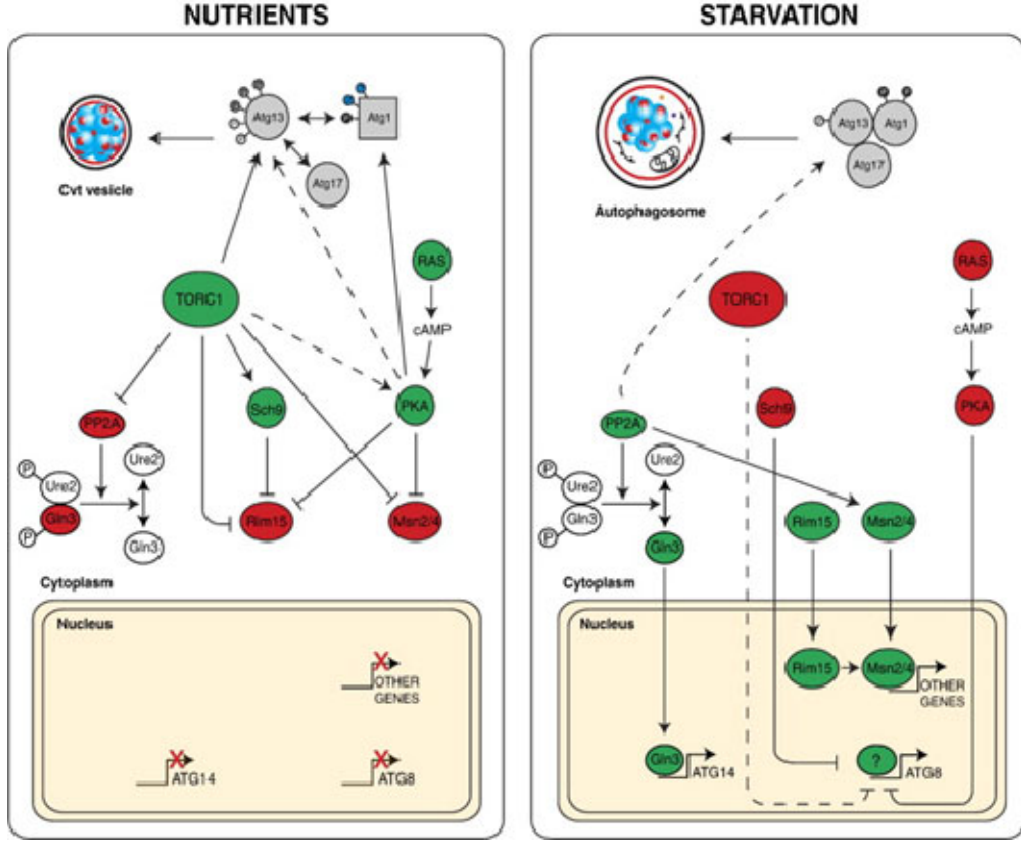 NUTRIENTS
Atg13
Atg1
Atg17
Cvt vesicle
RAS
TORC1
cAMP
PP2A
Sch9
PKA
P
Ure2
Ure2
Gln3
P
Gln3
Rim15
Msn2/4
Cytoplasm
Nucleus
X
OTHER
GENES
X
ATG14
X
ATG8
STARVATION
Atg13
Atg1
Atg17
Autophagosome
RAS
TORC1
cAMP
PP2A
Sch9
PKA
P
Ure2
Ure2
Gln3
P
Gln3
Rim15
Msn2/4
Cytoplasm
Nucleus
Rim15
Msn2/4
OTHER
GENES
Gln3
ATG14
?
ATG8